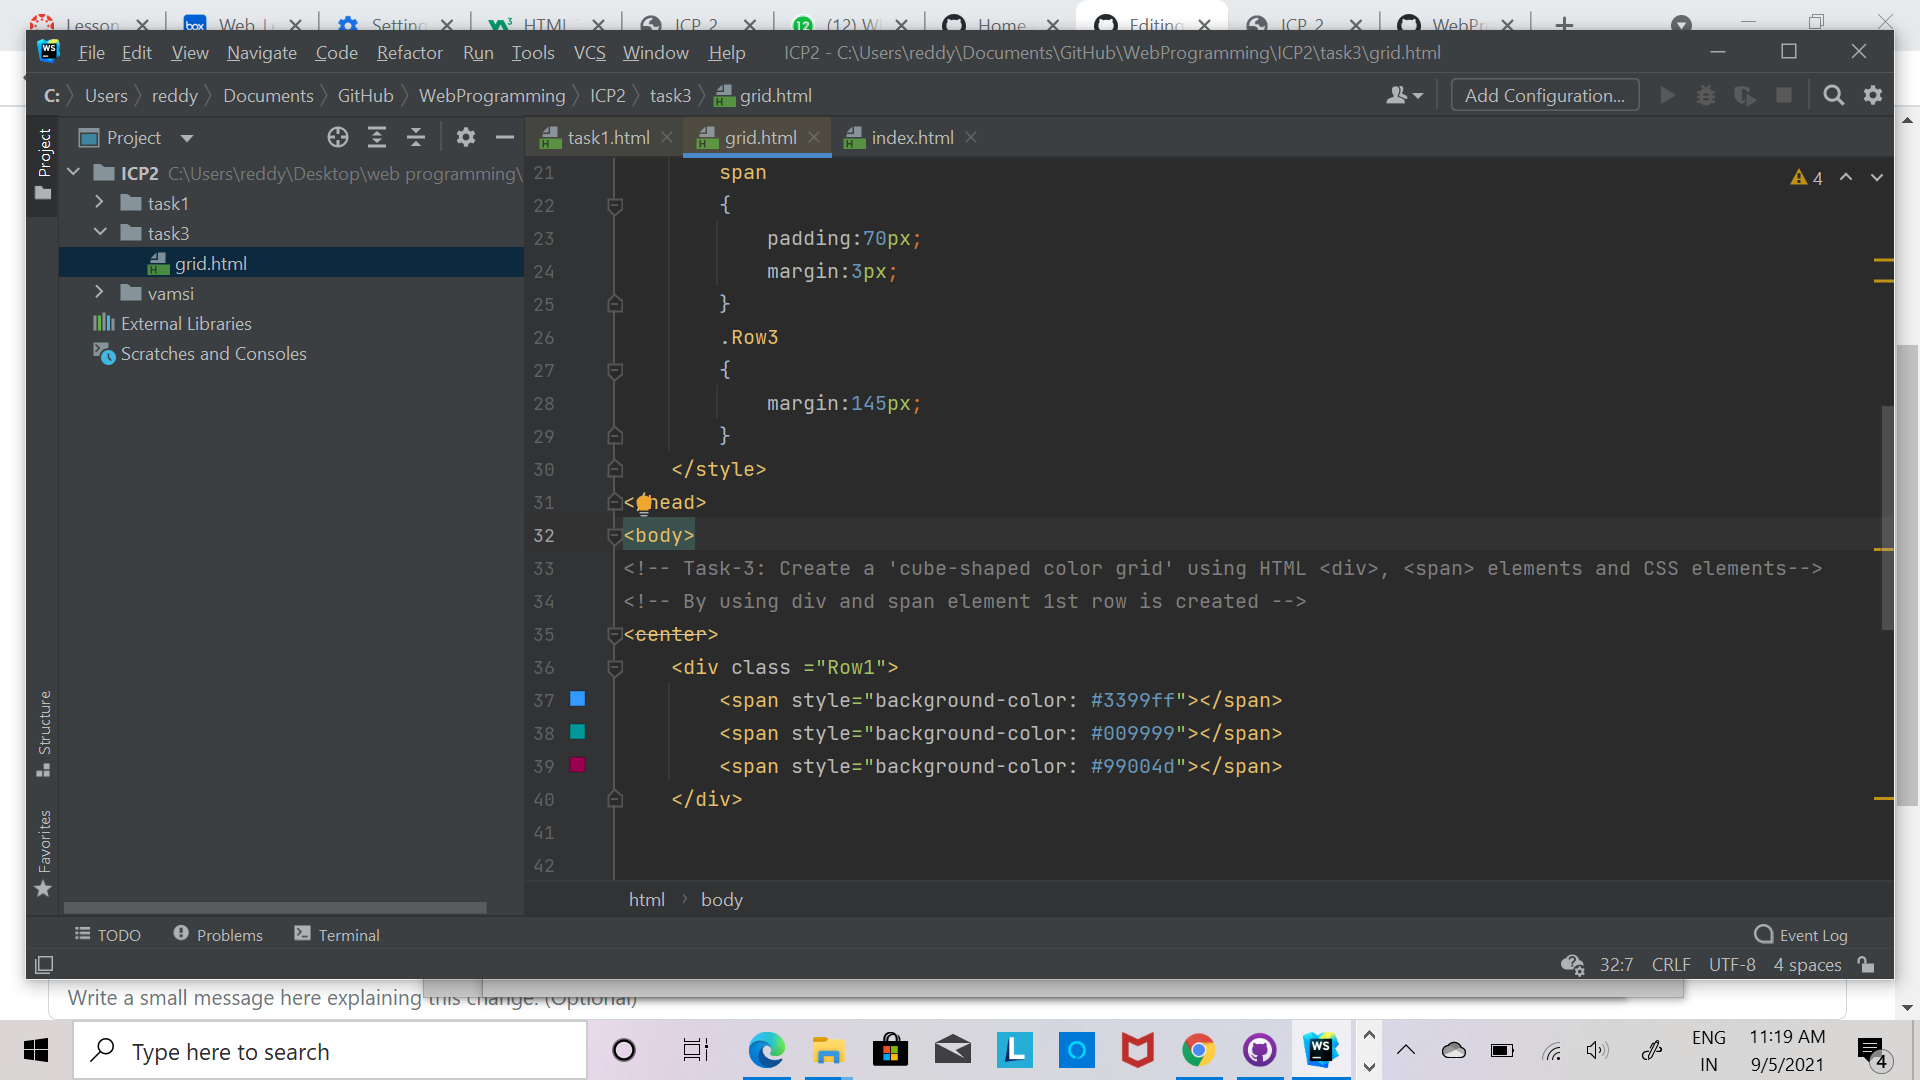 Lesson
Web Le
Setting
HTML
ICP 2
(12) Wh
Home
Editing
ICP 2
WebPr
File Edit View Navigate Code Refactor Run Tools VCS Window Help ICP2 - C:\Users\reddy\Documents\GitHub\WebProgramming\ICP2\task3\grid.html
C: Users reddy Documents GitHub WebProgramming ICP2 task3 grid.html
Add Configuration...
Project
Project
task1.html
grid.html
index.html
ICP2 C:\Users\reddy\Desktop\web programming\
task1
task3
grid.html
vamsi
External Libraries
Scratches and Consoles
Structure
Favorites
4
21 span
22 {
23 padding:70px;
24 margin:3px;
25 }
26 .Row3
27 {
28 margin:145px;
29 }
30 </style>
31 </head>
32 <body>
33 <!-- Task-3: Create a 'cube-shaped color grid' using HTML <div>, <span> elements and CSS elements-->
34 <!-- By using div and span element 1st row is created -->
35 <center>
36 <div class ="Row1">
37 <span style="background-color: #3399ff"></span>
38 <span style="background-color: #009999"></span>
39 <span style="background-color: #99004d"></span>
40 </div>
41
42
html body
TODO Problems Terminal
Event Log
32:7 CRLF UTF-8 4 spaces
Write a small message here explaining this change. (Optional)
Type here to search
ENG
IN
11:19 AM
9/5/2021
4